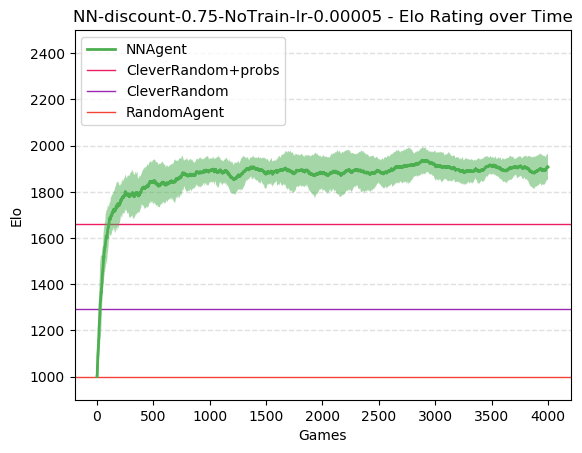 NN-discount-0.75-NoTrain-lr-0.00005 - Elo Rating over Time
NNAgent
CleverRandom+probs
CleverRandom
RandomAgent
Elo
2400
2200
2000
1800
1600
1400
1200
1000
0 500 1000 1500 2000 2500 3000 3500 4000
Games